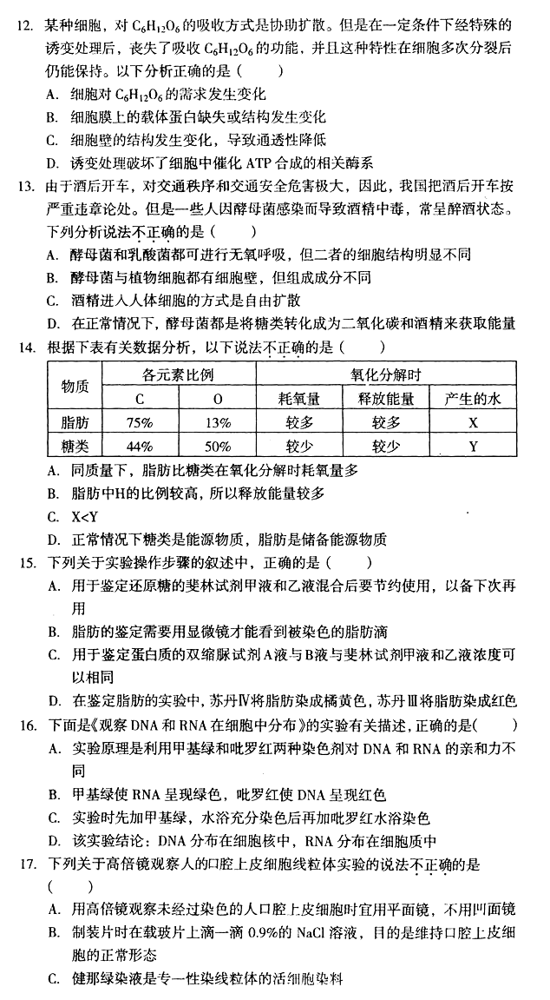 12. 某种细胞，对 C₆H₁₂O₆的吸收方式是协助扩散。但是在一定条件下经特殊的
诱变处理后，丧失了吸收 C₆H₁₂O₆的功能，并且这种特性在细胞多次分裂后
仍能保持。以下分析正确的是（　　）
A. 细胞对 C₆H₁₂O₆的需求发生变化
B. 细胞膜上的载体蛋白缺失或结构发生变化
C. 细胞壁的结构发生变化，导致通透性降低
D. 诱变处理破坏了细胞中催化 ATP 合成的相关酶系
13. 由于酒后开车，对交通秩序和交通安全危害极大，因此，我国把酒后开车按
严重违章论处。但是一些人因酵母菌感染而导致酒精中毒，常呈醉酒状态。
下列分析说法不正确的是（　　）
A. 酵母菌和乳酸菌都可进行无氧呼吸，但二者的细胞结构明显不同
B. 酵母菌与植物细胞都有细胞壁，但组成成分不同
C. 酒精进入人体细胞的方式是自由扩散
D. 在正常情况下，酵母菌都是将糖类转化成为二氧化碳和酒精来获取能量
14. 根据下表有关数据分析，以下说法不正确的是（　　）
物质 各元素比例 氧化分解时
C O 耗氧量 释放能量 产生的水
脂肪 75% 13% 较多 较多 X
糖类 44% 50% 较少 较少 Y
A. 同质量下，脂肪比糖类在氧化分解时耗氧量多
B. 脂肪中H的比例较高，所以释放能量较多
C. X<Y
D. 正常情况下糖类是能源物质，脂肪是储备能源物质
15. 下列关于实验操作步骤的叙述中，正确的是（　　）
A. 用于鉴定还原糖的斐林试剂甲液和乙液混合后要节约使用，以备下次再
用
B. 脂肪的鉴定需要用显微镜才能看到被染色的脂肪滴
C. 用于鉴定蛋白质的双缩脲试剂A液与B液与斐林试剂甲液和乙液浓度可
以相同
D. 在鉴定脂肪的实验中，苏丹Ⅳ将脂肪染成橘黄色，苏丹Ⅲ将脂肪染成红色
16. 下面是《观察 DNA 和 RNA 在细胞中分布》的实验有关描述，正确的是（　　）
A. 实验原理是利用甲基绿和吡罗红两种染色剂对 DNA 和 RNA 的亲和力不
同
B. 甲基绿使 RNA 呈现绿色，吡罗红使 DNA 呈现红色
C. 实验时先加甲基绿，水浴充分染色后再加吡罗红水浴染色
D. 该实验结论：DNA 分布在细胞核中，RNA 分布在细胞质中
17. 下列关于高倍镜观察人的口腔上皮细胞线粒体实验的说法不正确的是
（　　）
A. 用高倍镜观察未经过染色的人口腔上皮细胞时宜用平面镜，不用凹面镜
B. 制装片时在载玻片上滴一滴 0.9%的 NaCl 溶液，目的是维持口腔上皮细
胞的正常形态
C. 健那绿染液是专一性染线粒体的活细胞染料